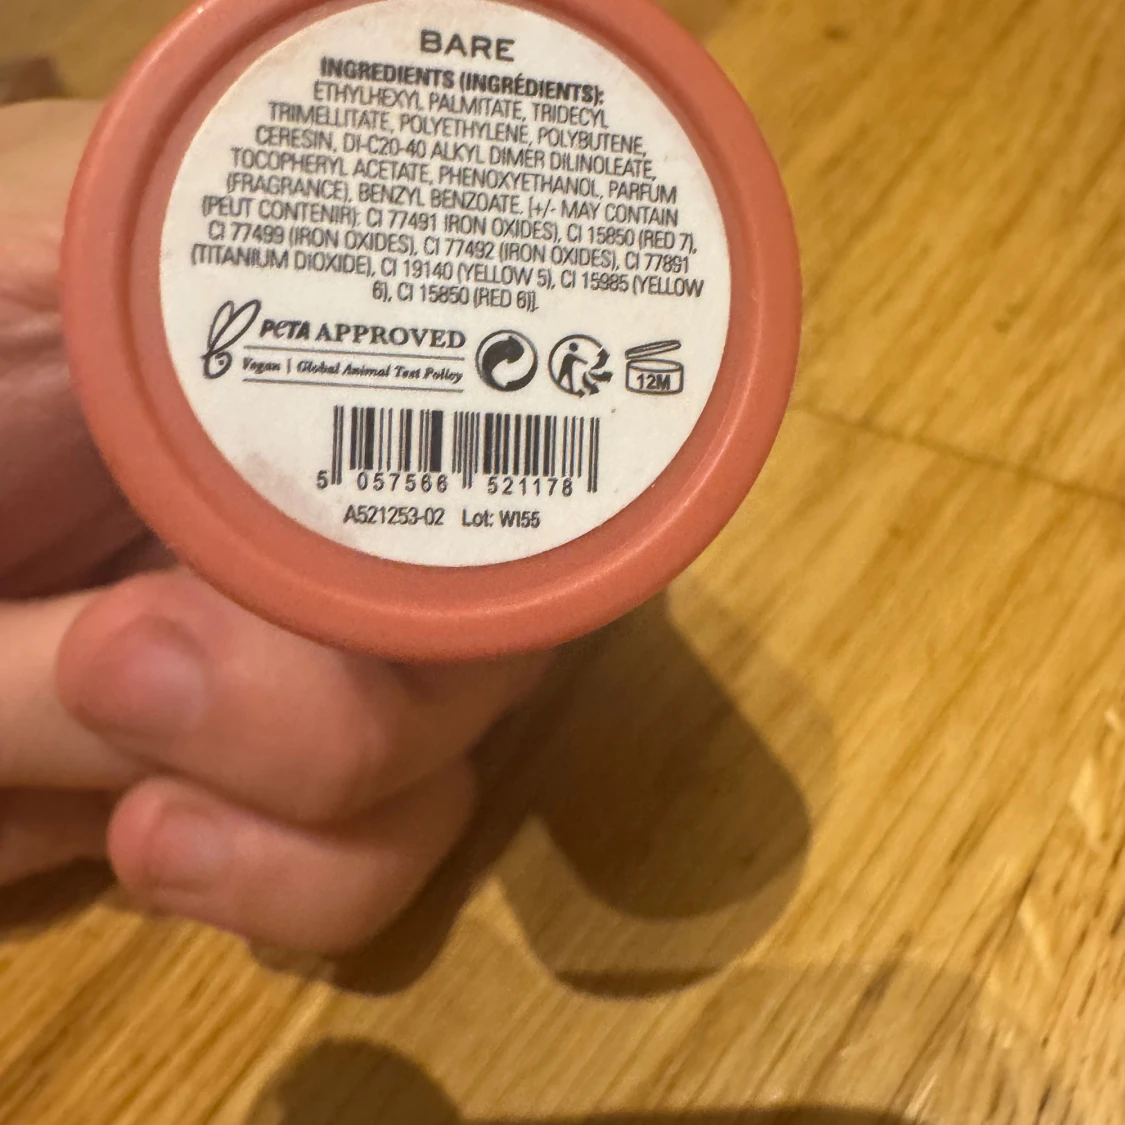 BARE
INGREDIENTS (INGRÉDIENTS):
ETHYLHEXYL PALMITATE, TRIDECYL
TRIMELLITATE, POLYETHYLENE, POLYBUTENE,
CERESIN, DI-C20-40 ALKYL DIMER DILINOLEATE,
TOCOPHERYL ACETATE, PHENOXYETHANOL, PARFUM
(FRAGRANCE), BENZYL BENZOATE. [+/- MAY CONTAIN
(PEUT CONTENIR): CI 77491 IRON OXIDES), CI 15850 (RED 7),
CI 77499 (IRON OXIDES), CI 77492 (IRON OXIDES), CI 77891
(TITANIUM DIOXIDE), CI 19140 (YELLOW 5), CI 15985 (YELLOW
6), CI 15850 (RED 6)].
PETA APPROVED
Vegan | Global Animal Test Policy
12M
5 057566 521178
A521253-02 Lot: W155